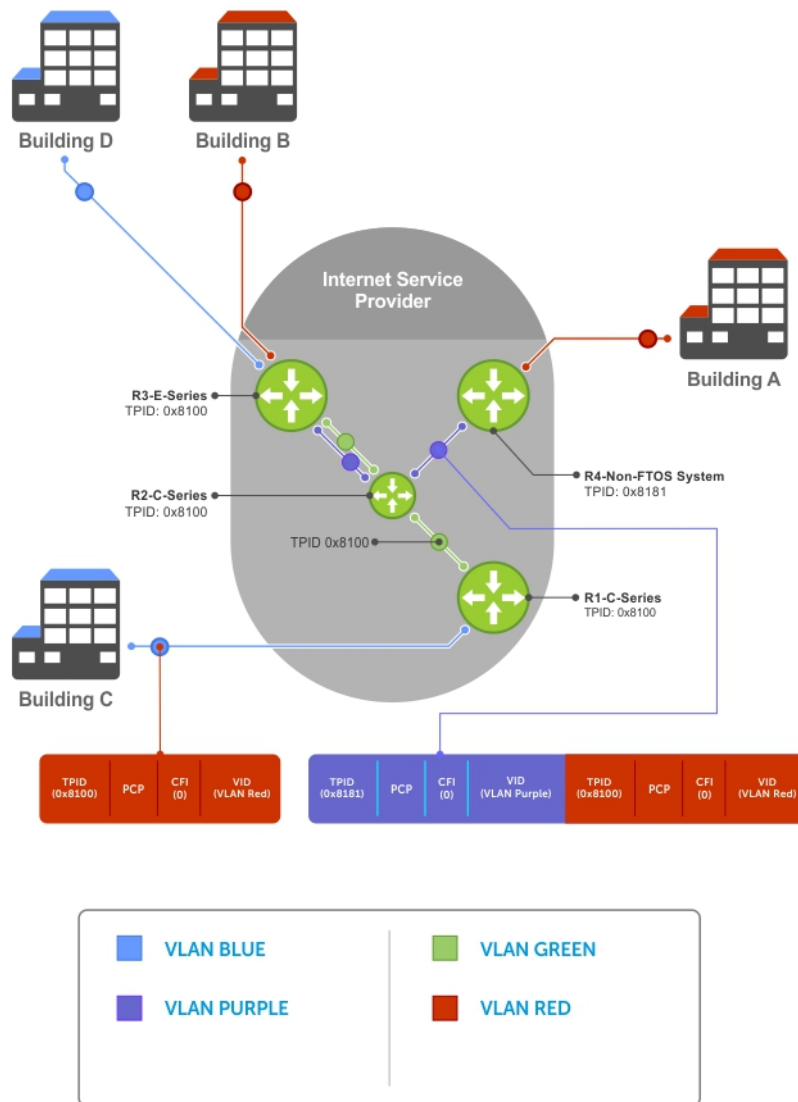 Building D
Building B
Internet Service
Provider
Building A
R3-E-Series
TPID: 0x8100
R4-Non-FTOS System
TPID: 0x8181
R2-C-Series
TPID: 0x8100
TPID 0x8100
R1-C-Series
TPID: 0x8100
Building C
TPID
(0x8100)
PCP
CFI
(0)
VID
(VLAN Red)
TPID
(0x8181)
PCP
CFI
(0)
VID
(VLAN Purple)
TPID
(0x8100)
PCP
CFI
(0)
VID
(VLAN Red)
VLAN BLUE
VLAN GREEN
VLAN PURPLE
VLAN RED